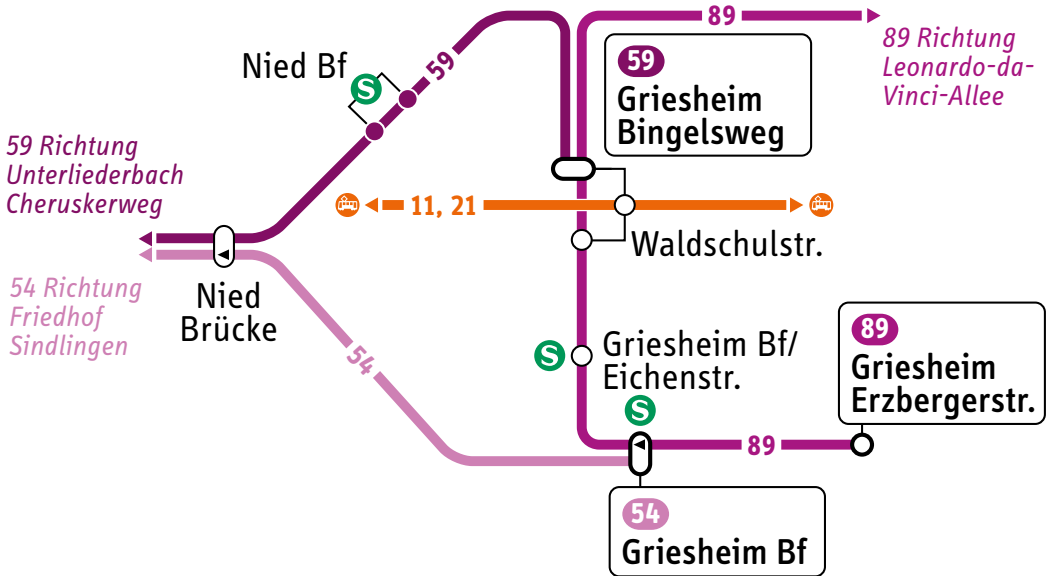 89
89 Richtung
Leonardo-da-
Vinci-Allee
59
Griesheim
Bingelsweg
Nied Bf
S
59
59 Richtung
Unterliederbach
Cheruskerweg
11, 21
Waldschulstr.
54 Richtung
Friedhof
Sindlingen
Nied
Brücke
54
S
Griesheim Bf/
Eichenstr.
S
89
Griesheim
Erzbergerstr.
89
54
Griesheim Bf